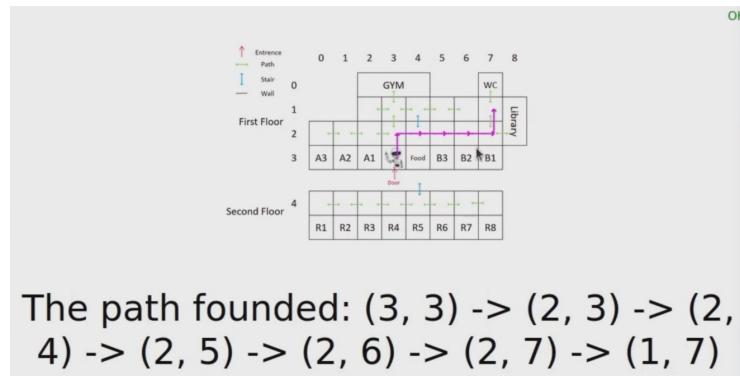 OK
Entrence
Path
Stair
Wall
0 1 2 3 4 5 6 7 8
0 GYM WC
1
First Floor
Library
2
3 A3 A2 A1 Food B3 B2 B1
Door
Second Floor 4
R1 R2 R3 R4 R5 R6 R7 R8
The path founded: (3, 3) -> (2, 3) -> (2,
4) -> (2, 5) -> (2, 6) -> (2, 7) -> (1, 7)